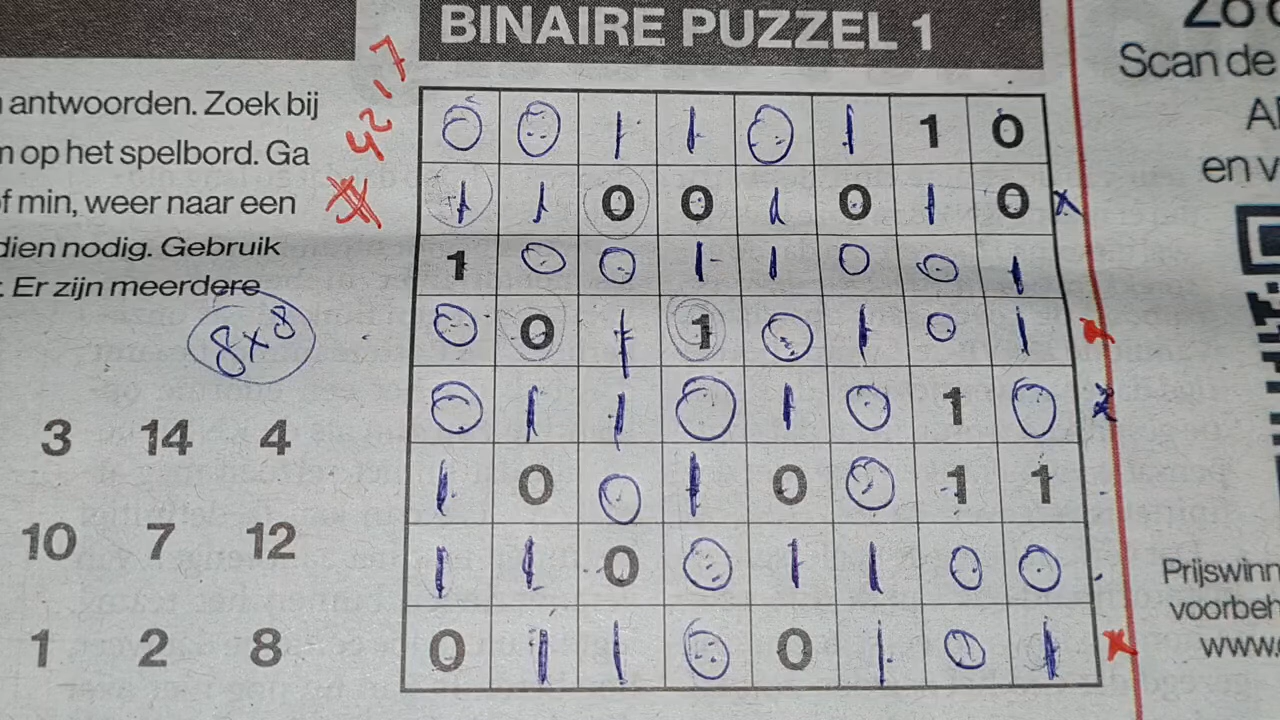 BINAIRE PUZZEL 1
antwoorden. Zoek bij
op het spelbord. Ga
min, weer naar een
dien nodig. Gebruik
Er zijn meerdere
8x8
3 14 4
10 7 12
1 2 8
0 0 1 1 0 1 1 0
1 1 0 0 1 0 1 0 x
1 0 0 1 1 0 0 1
0 0 1 1 0 1 0 1
0 1 1 0 1 0 1 0 x
1 0 0 1 0 0 1 1
1 1 0 0 1 1 0 0
0 1 1 0 0 1 0 1 x
Scan de
en
Prijswinn
voorbeh
www.